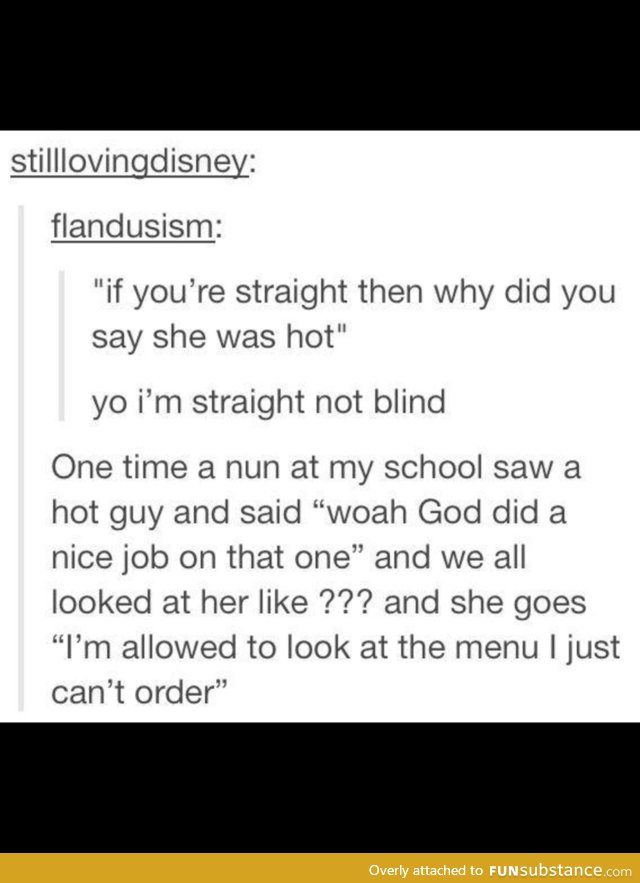 stilllovingdisney:
flandusism:
"if you're straight then why did you
say she was hot"
yo i'm straight not blind
One time a nun at my school saw a
hot guy and said “woah God did a
nice job on that one” and we all
looked at her like ??? and she goes
“I'm allowed to look at the menu I just
can't order”
Overly attached to FUNsubstance.com